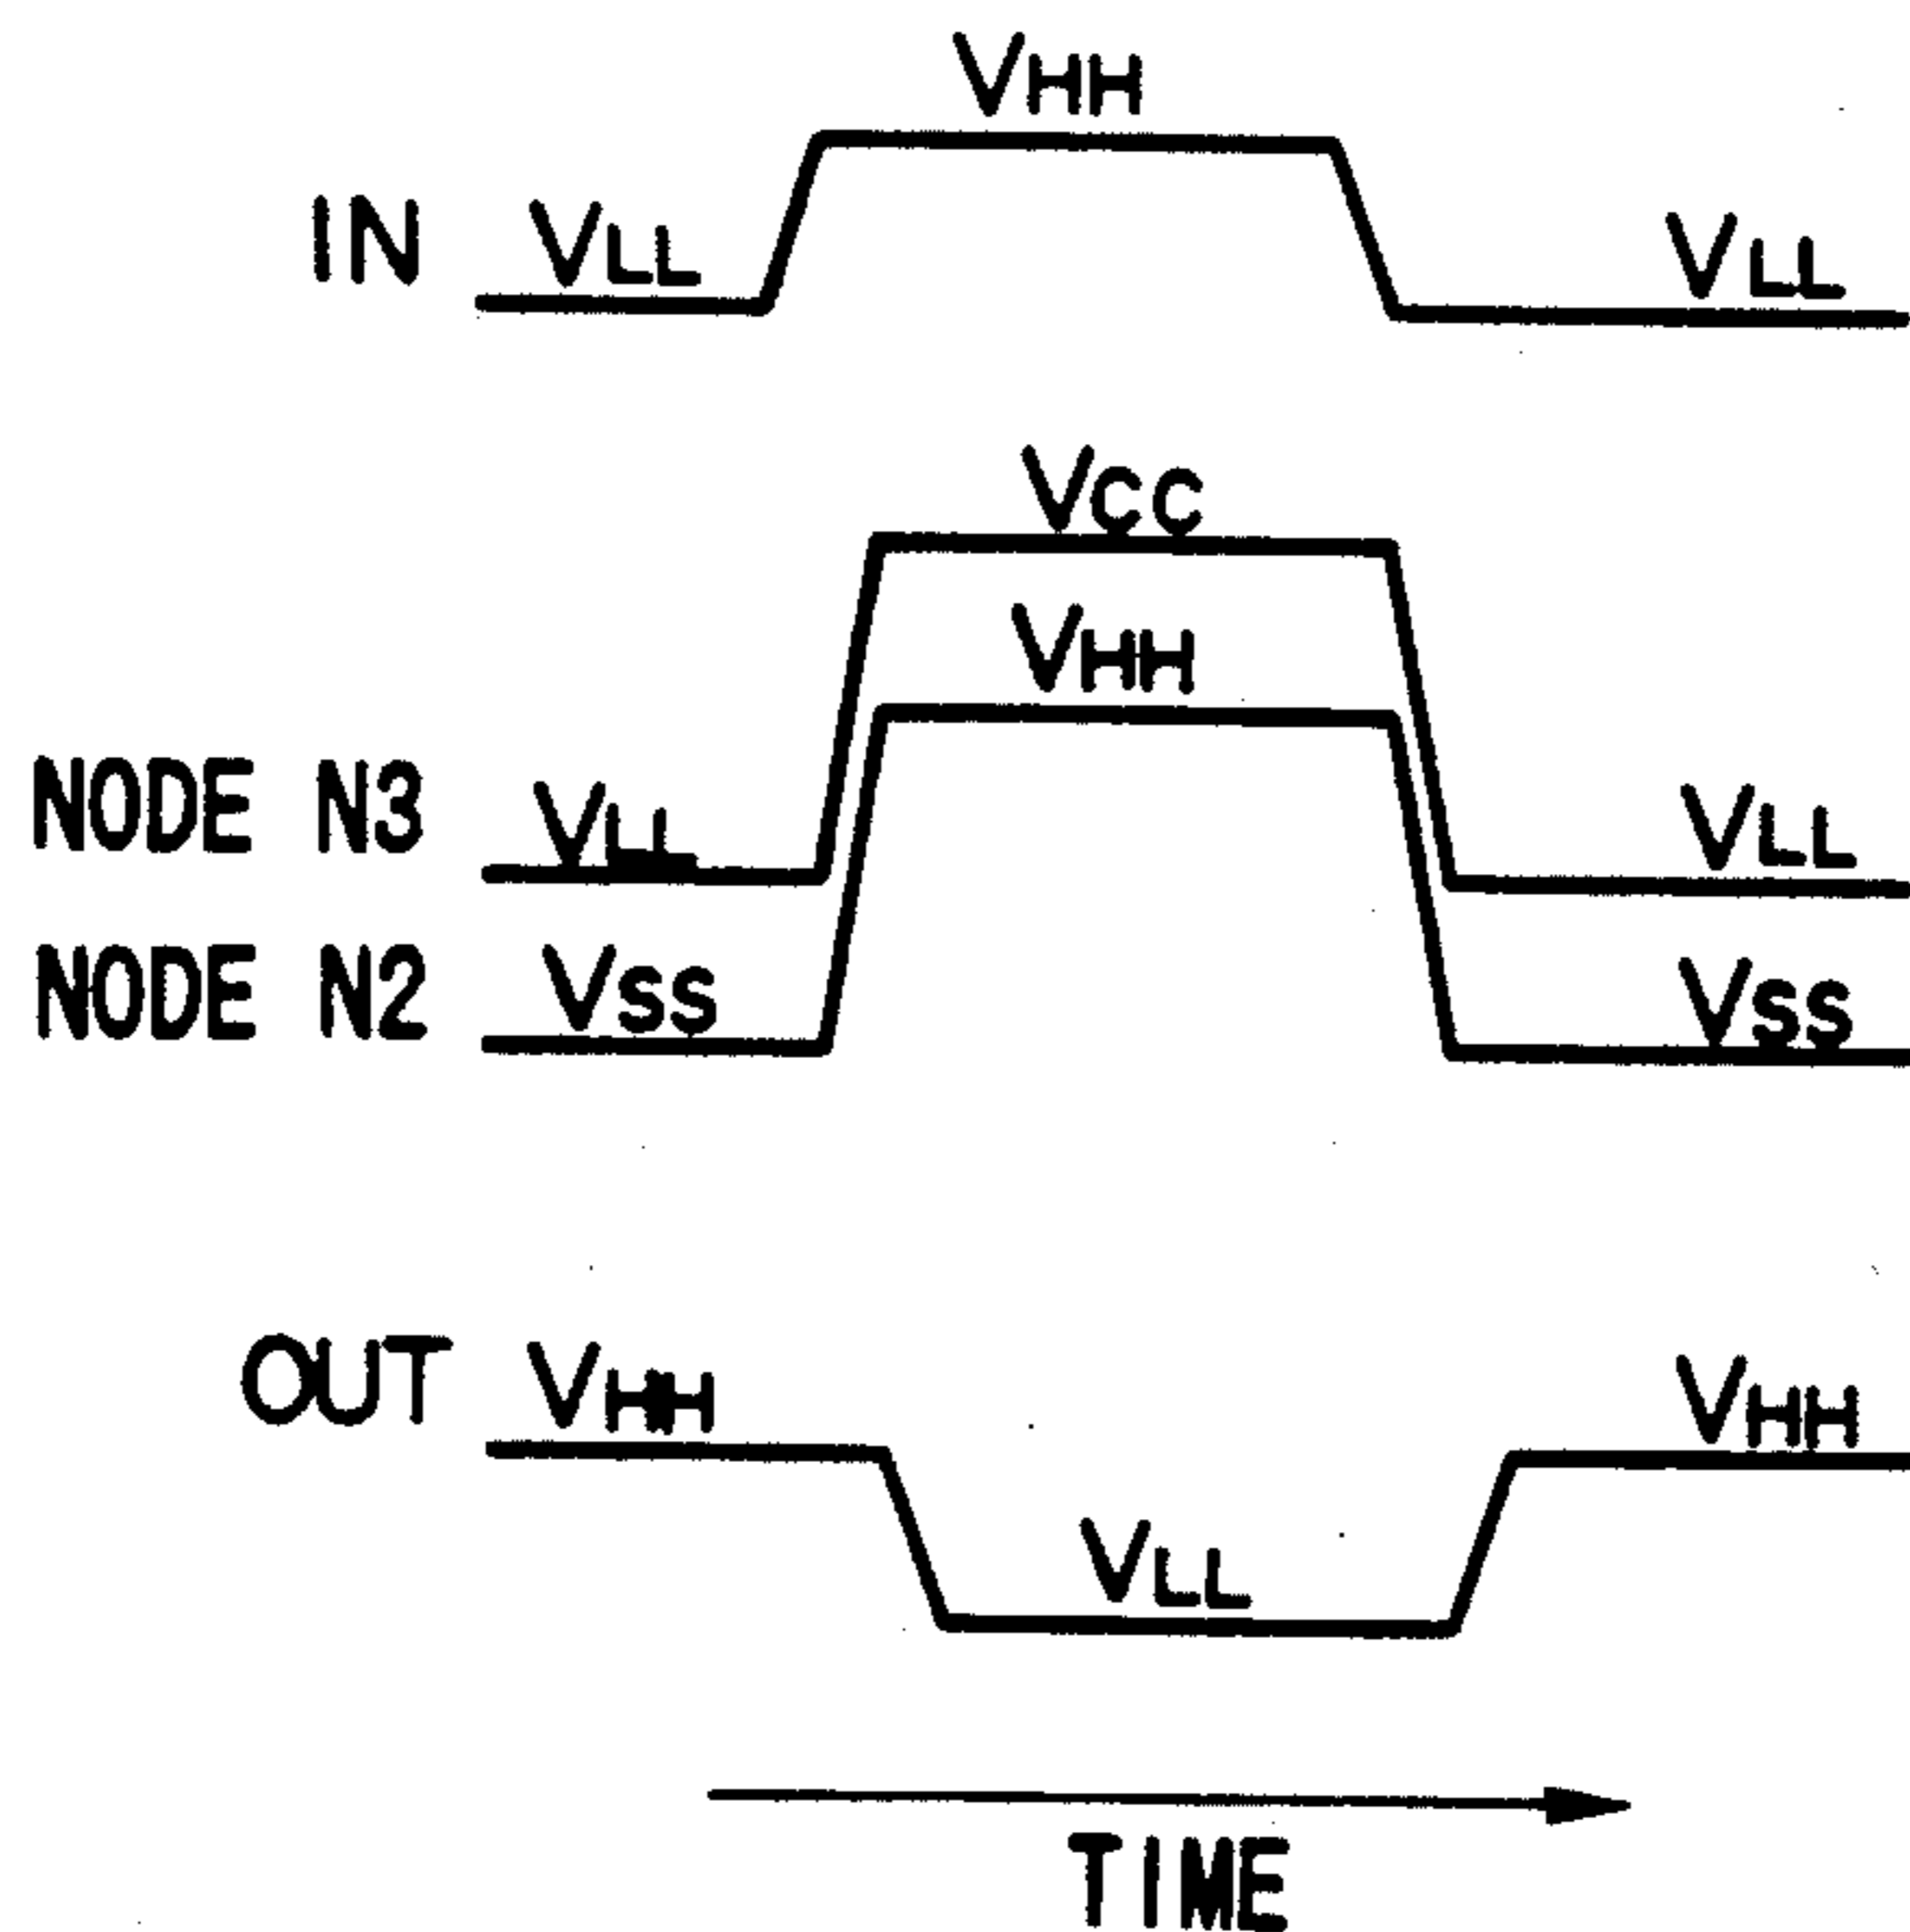 VHH
IN VLL VLL
VCC
VHH
NODE N3 VLL VLL
NODE N2 VSS VSS
OUT VHH VHH
VLL
TIME